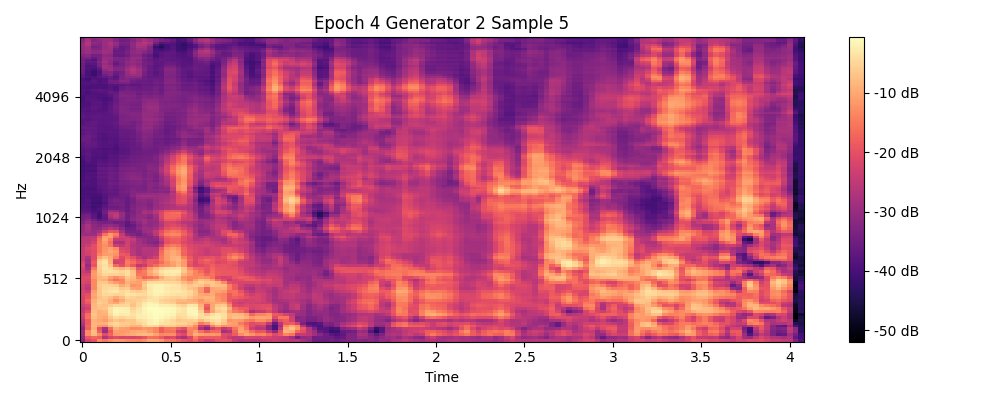 Epoch 4 Generator 2 Sample 5
Hz
4096
2048
1024
512
0
0 0.5 1 1.5 2 2.5 3 3.5 4
Time
-10 dB
-20 dB
-30 dB
-40 dB
-50 dB